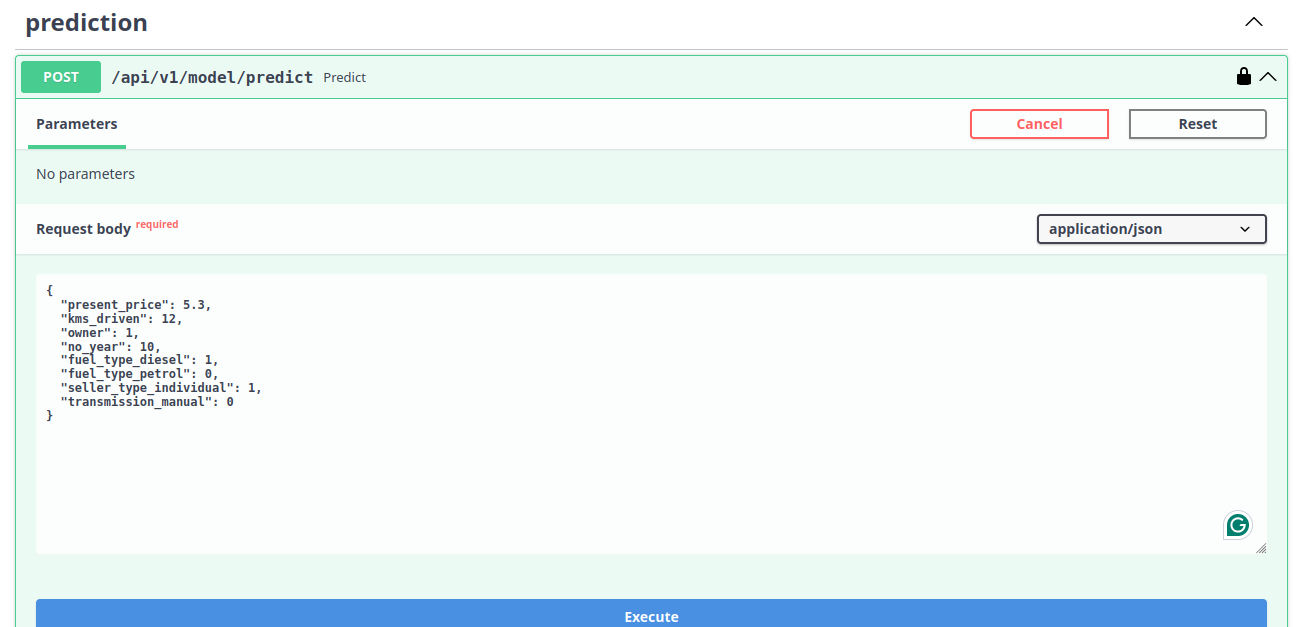 prediction
POST /api/v1/model/predict Predict
Parameters Cancel Reset
No parameters
Request body required application/json
{
  "present_price": 5.3,
  "kms_driven": 12,
  "owner": 1,
  "no_year": 10,
  "fuel_type_diesel": 1,
  "fuel_type_petrol": 0,
  "seller_type_individual": 1,
  "transmission_manual": 0
}
Execute